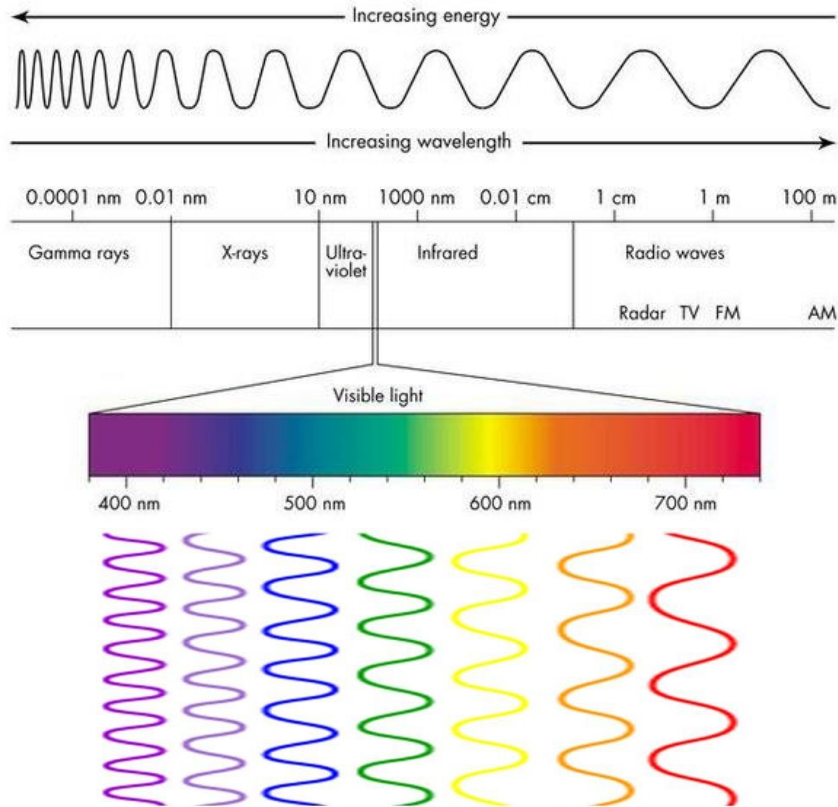 Increasing energy
Increasing wavelength
0.0001 nm 0.01 nm 10 nm 1000 nm 0.01 cm 1 cm 1 m 100 m
Gamma rays X-rays Ultra- Infrared Radio waves
violet
Radar TV FM AM
Visible light
400 nm 500 nm 600 nm 700 nm